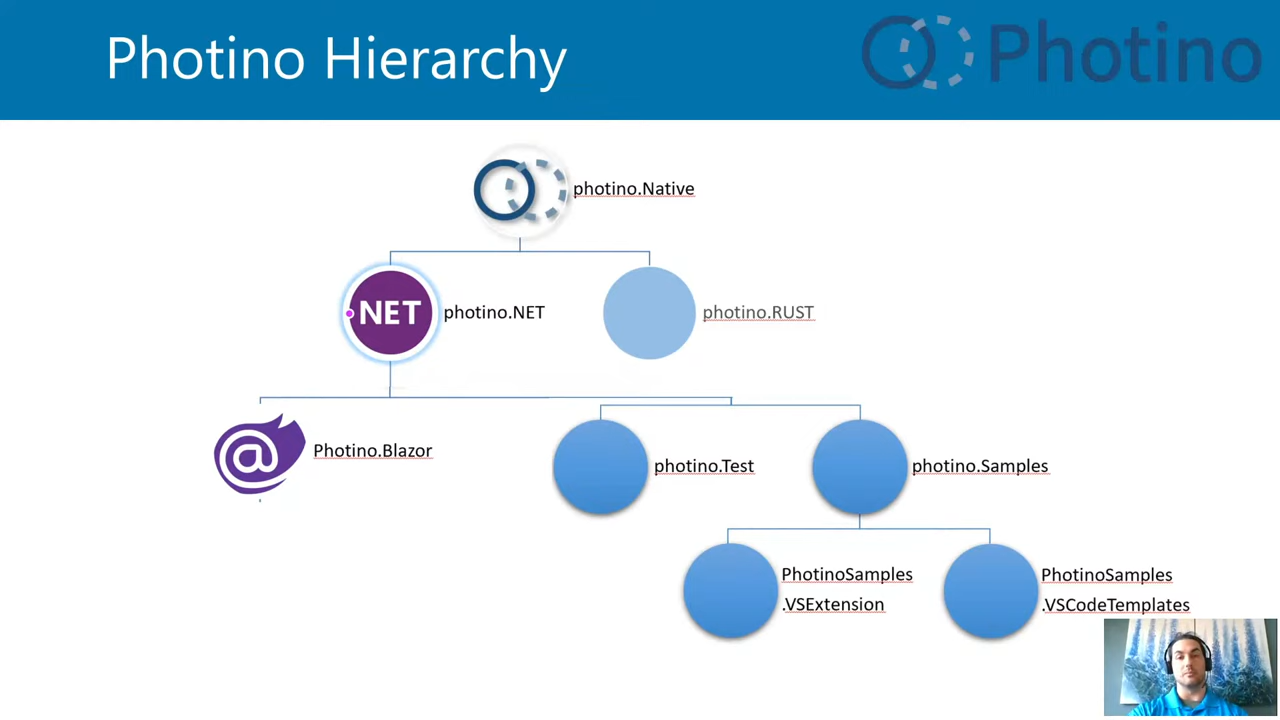 Photino Hierarchy
Photino
photino.Native
NET
photino.NET
photino.RUST
@
Photino.Blazor
photino.Test
photino.Samples
PhotinoSamples
.VSExtension
PhotinoSamples
.VSCodeTemplates